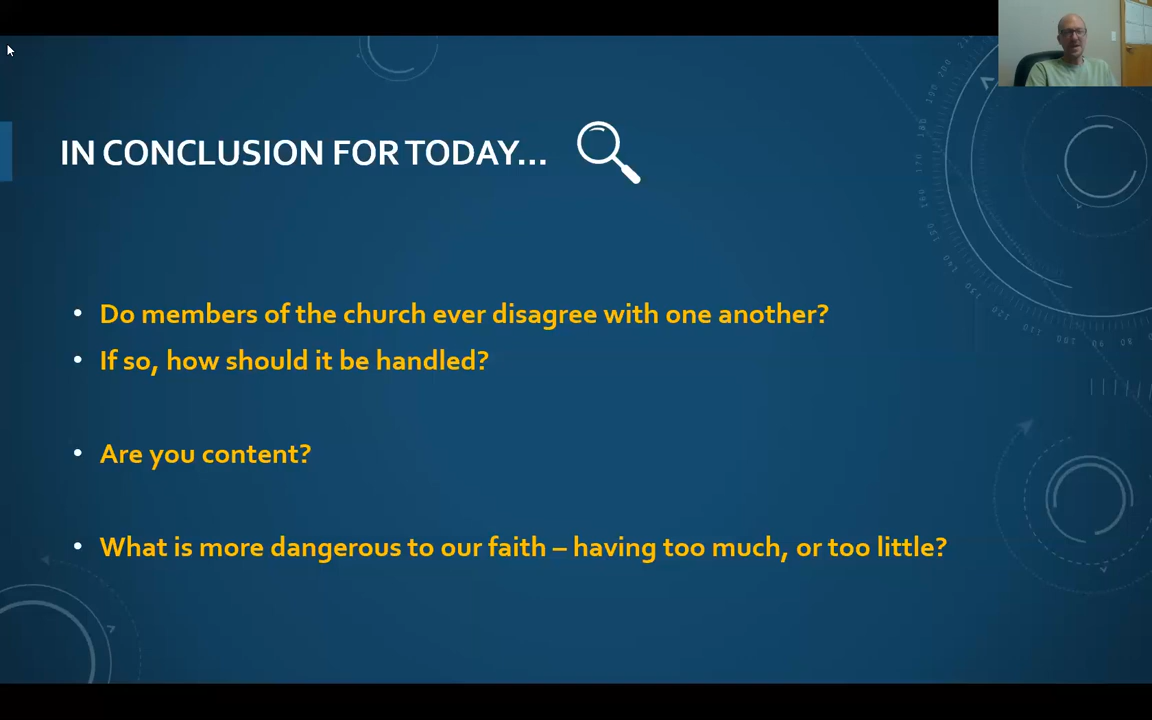 IN CONCLUSION FOR TODAY...
• Do members of the church ever disagree with one another?
• If so, how should it be handled?
• Are you content?
• What is more dangerous to our faith – having too much, or too little?